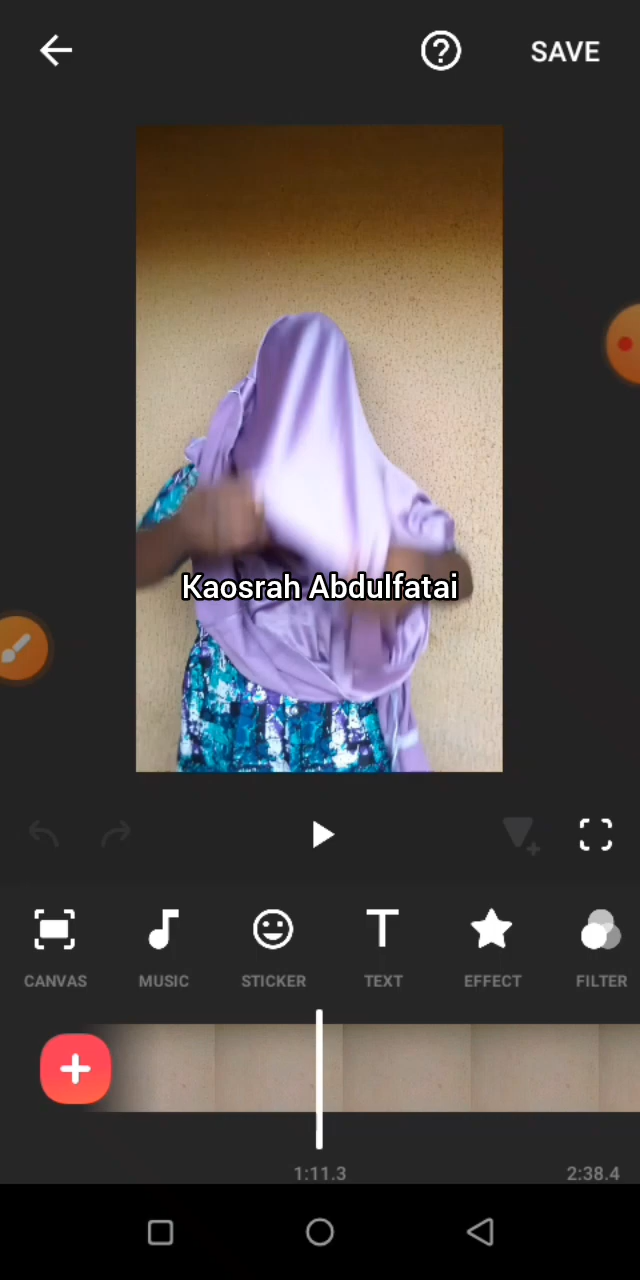 SAVE
Kaosrah Abdulfatai
CANVAS
MUSIC
STICKER
TEXT
EFFECT
FILTER
1:11.3
2:38.4